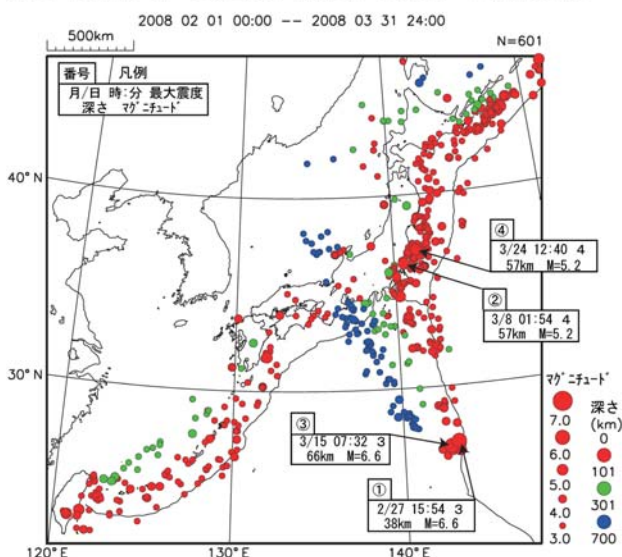 2008 02 01 00:00 -- 2008 03 31 24:00
500km
N=601
番号 凡例
月/日 時:分 最大震度
深さ マグニチュード
40°N
④
3/24 12:40 4
57km M=5.2
②
3/8 01:54 4
57km M=5.2
30°N
③
3/15 07:32 3
66km M=6.6
①
2/27 15:54 3
38km M=6.6
マグニチュード
7.0
6.0
5.0
4.0
3.0
深さ
(km)
0
101
301
700
120°E
130°E
140°E